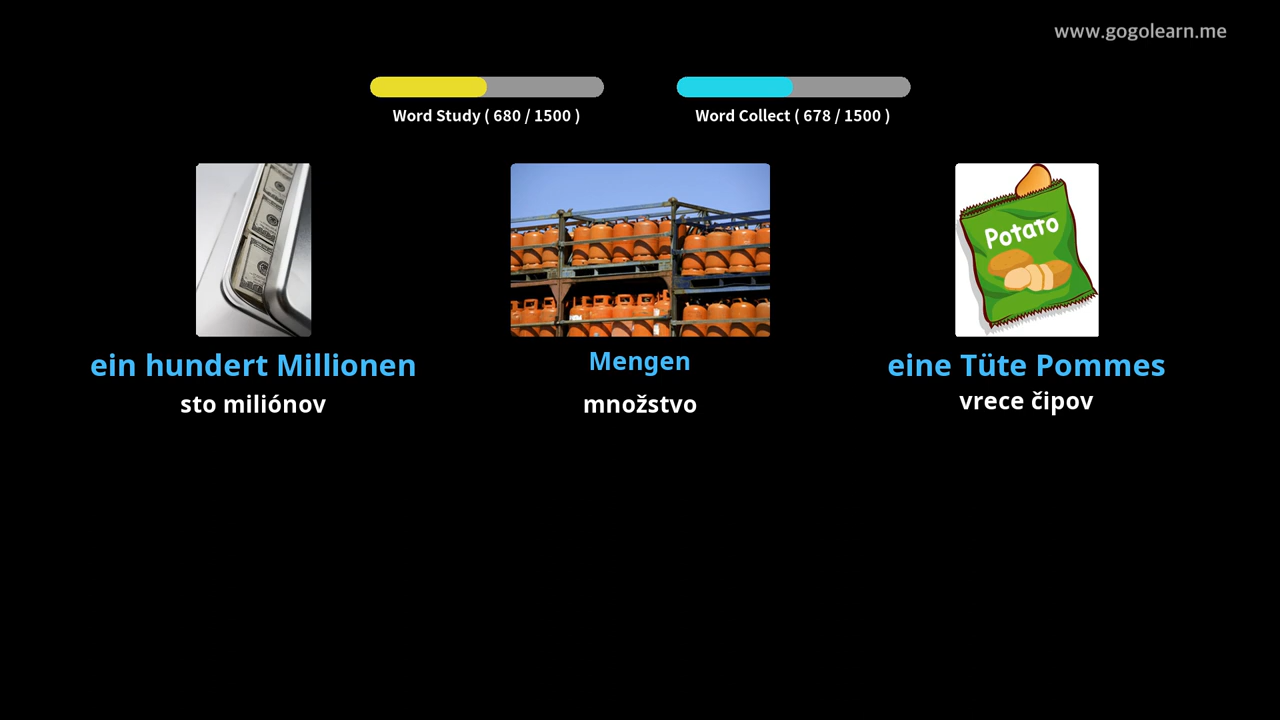 www.gogolearn.me
Word Study ( 680 / 1500 )
Word Collect ( 678 / 1500 )
Potato
ein hundert Millionen
Mengen
eine Tüte Pommes
sto miliónov
množstvo
vrece čipov